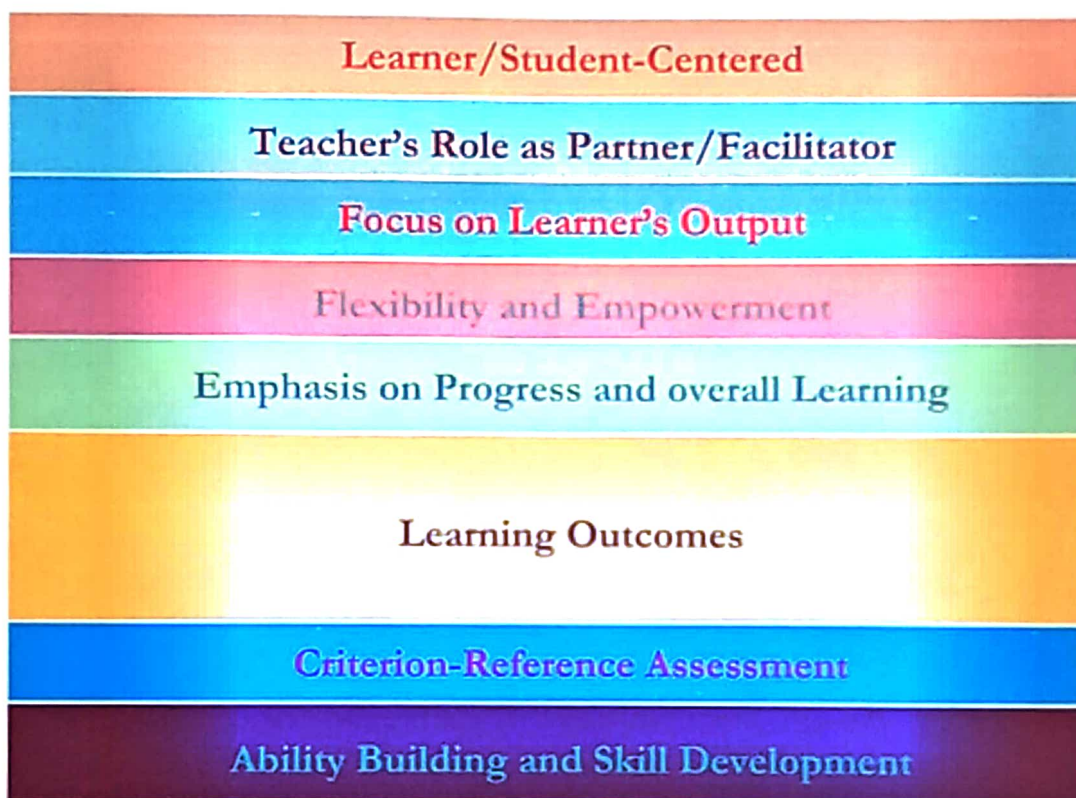 Learner/Student-Centered
Teacher's Role as Partner/Facilitator
Focus on Learner's Output
Flexibility and Empowerment
Emphasis on Progress and overall Learning
Learning Outcomes
Criterion-Reference Assessment
Ability Building and Skill Development